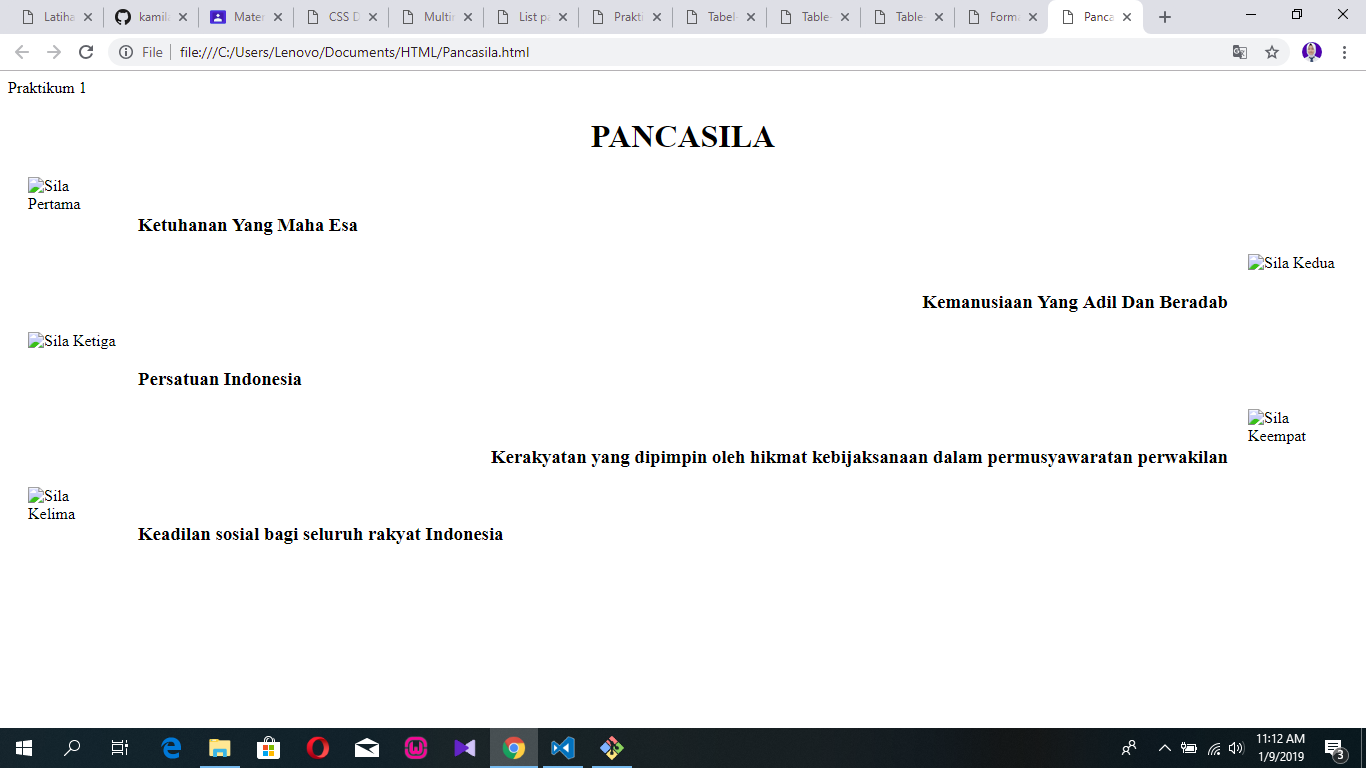 Latiha
kamil
Mater
CSS D
Multi
List pa
Prakti
Tabel-
Table-
Table-
Forma
Panca
File
file:///C:/Users/Lenovo/Documents/HTML/Pancasila.html
Praktikum 1
PANCASILA
Sila
Pertama
Ketuhanan Yang Maha Esa
Sila Kedua
Kemanusiaan Yang Adil Dan Beradab
Sila Ketiga
Persatuan Indonesia
Sila
Keempat
Kerakyatan yang dipimpin oleh hikmat kebijaksanaan dalam permusyawaratan perwakilan
Sila
Kelima
Keadilan sosial bagi seluruh rakyat Indonesia
11:12 AM
1/9/2019
3